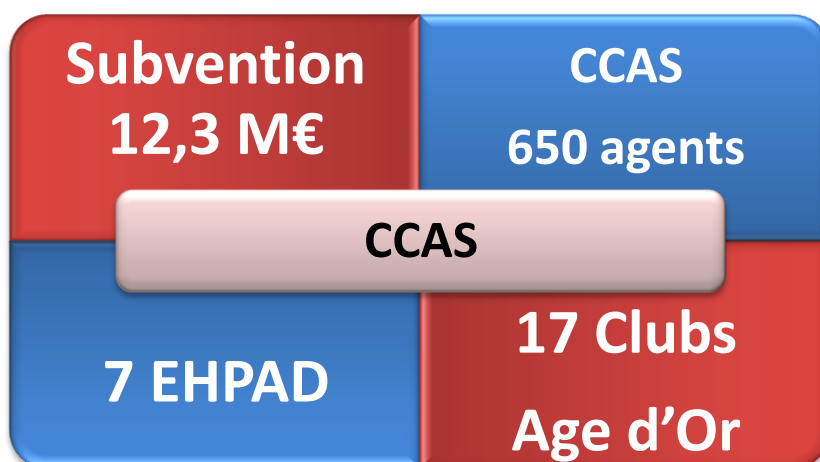 Subvention
12,3 M€
CCAS
650 agents
CCAS
7 EHPAD
17 Clubs
Age d’Or